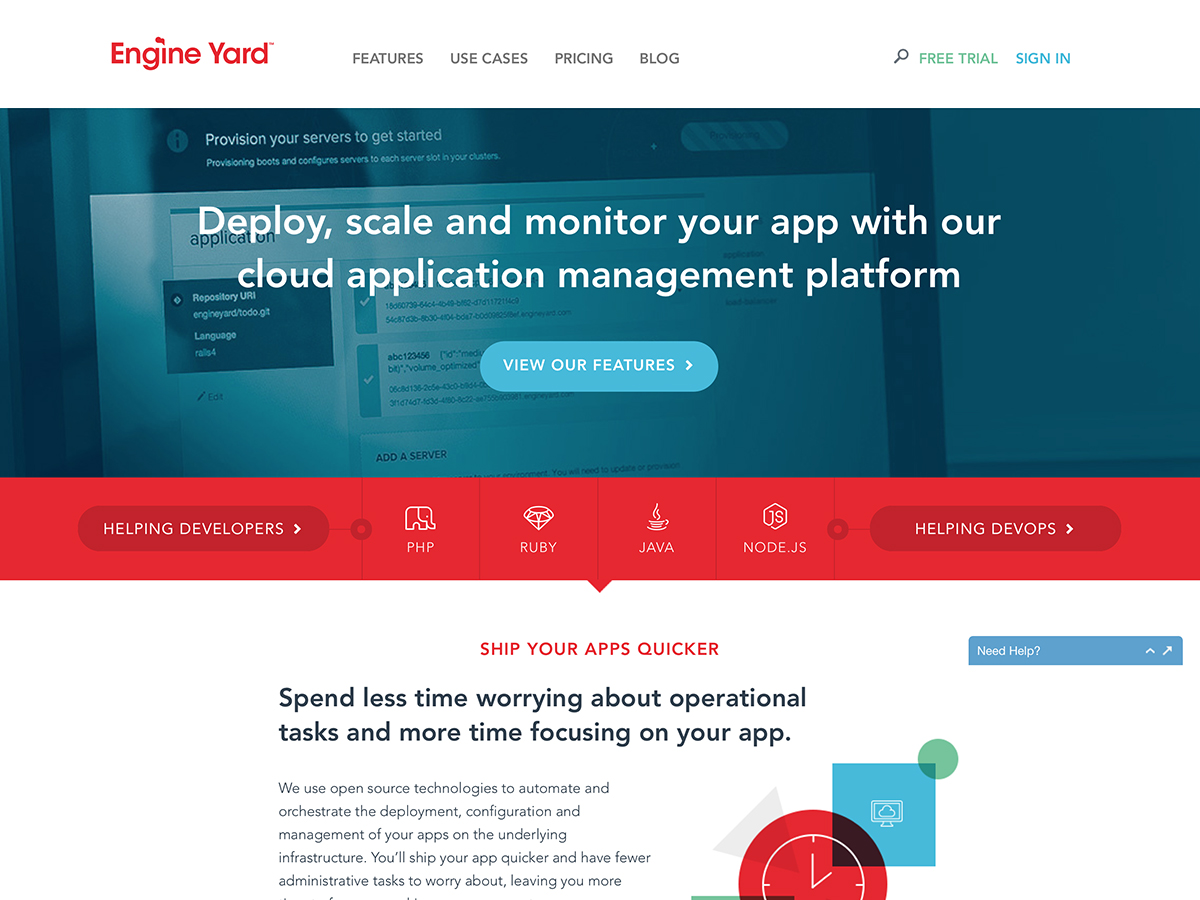 Engine Yard™
FEATURES
USE CASES
PRICING
BLOG
FREE TRIAL
SIGN IN
Provision your servers to get started
Provisioning
Provisioning boots and configures servers to each server slot in your clusters.
Deploy, scale and monitor your app with our
cloud application management platform
application
application
Repository URI
engineyard/todo.git
Language
rails4
Edit
abc123456
ADD A SERVER
VIEW OUR FEATURES
HELPING DEVELOPERS
PHP
RUBY
JS
JAVA
NODE.JS
HELPING DEVOPS
SHIP YOUR APPS QUICKER
Need Help?
Spend less time worrying about operational
tasks and more time focusing on your app.
We use open source technologies to automate and
orchestrate the deployment, configuration and
management of your apps on the underlying
infrastructure. You’ll ship your app quicker and have fewer
administrative tasks to worry about, leaving you more